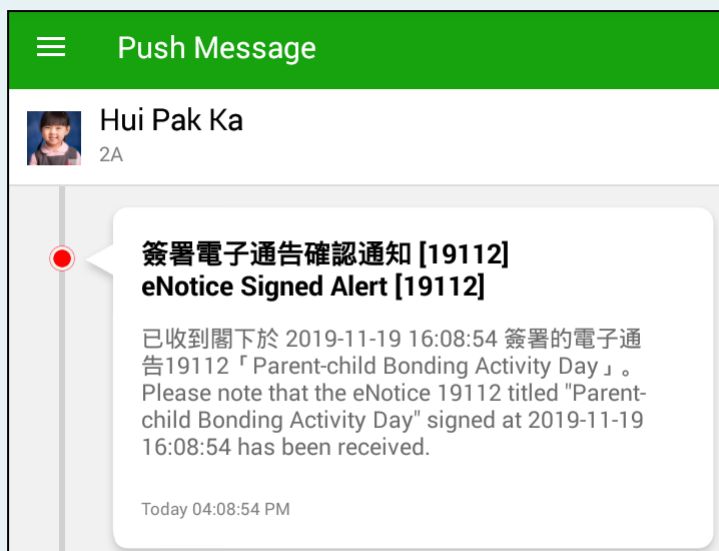 Push Message
Hui Pak Ka
2A
簽署電子通告確認通知 [19112]
eNotice Signed Alert [19112]
已收到閣下於 2019-11-19 16:08:54 簽署的電子通
告19112「Parent-child Bonding Activity Day」。
Please note that the eNotice 19112 titled "Parent-
child Bonding Activity Day" signed at 2019-11-19
16:08:54 has been received.
Today 04:08:54 PM